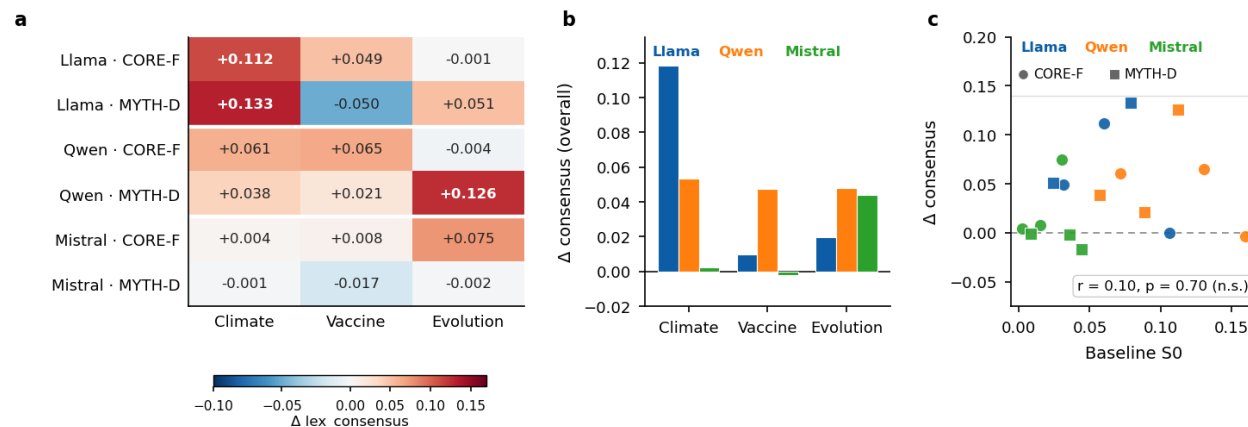 a
Llama · CORE-F +0.112 +0.049 -0.001
Llama · MYTH-D +0.133 -0.050 +0.051
Qwen · CORE-F +0.061 +0.065 -0.004
Qwen · MYTH-D +0.038 +0.021 +0.126
Mistral · CORE-F +0.004 +0.008 +0.075
Mistral · MYTH-D -0.001 -0.017 -0.002
Climate Vaccine Evolution
−0.10 −0.05 0.00 0.05 0.10 0.15
Δ lex_consensus
b
Llama Qwen Mistral
Δ consensus (overall)
0.12
0.10
0.08
0.06
0.04
0.02
0.00
−0.02
Climate Vaccine Evolution
c
Llama Qwen Mistral
CORE-F MYTH-D
Δ consensus
0.20
0.15
0.10
0.05
0.00
−0.05
r = 0.10, p = 0.70 (n.s.)
0.00 0.05 0.10 0.15
Baseline S0